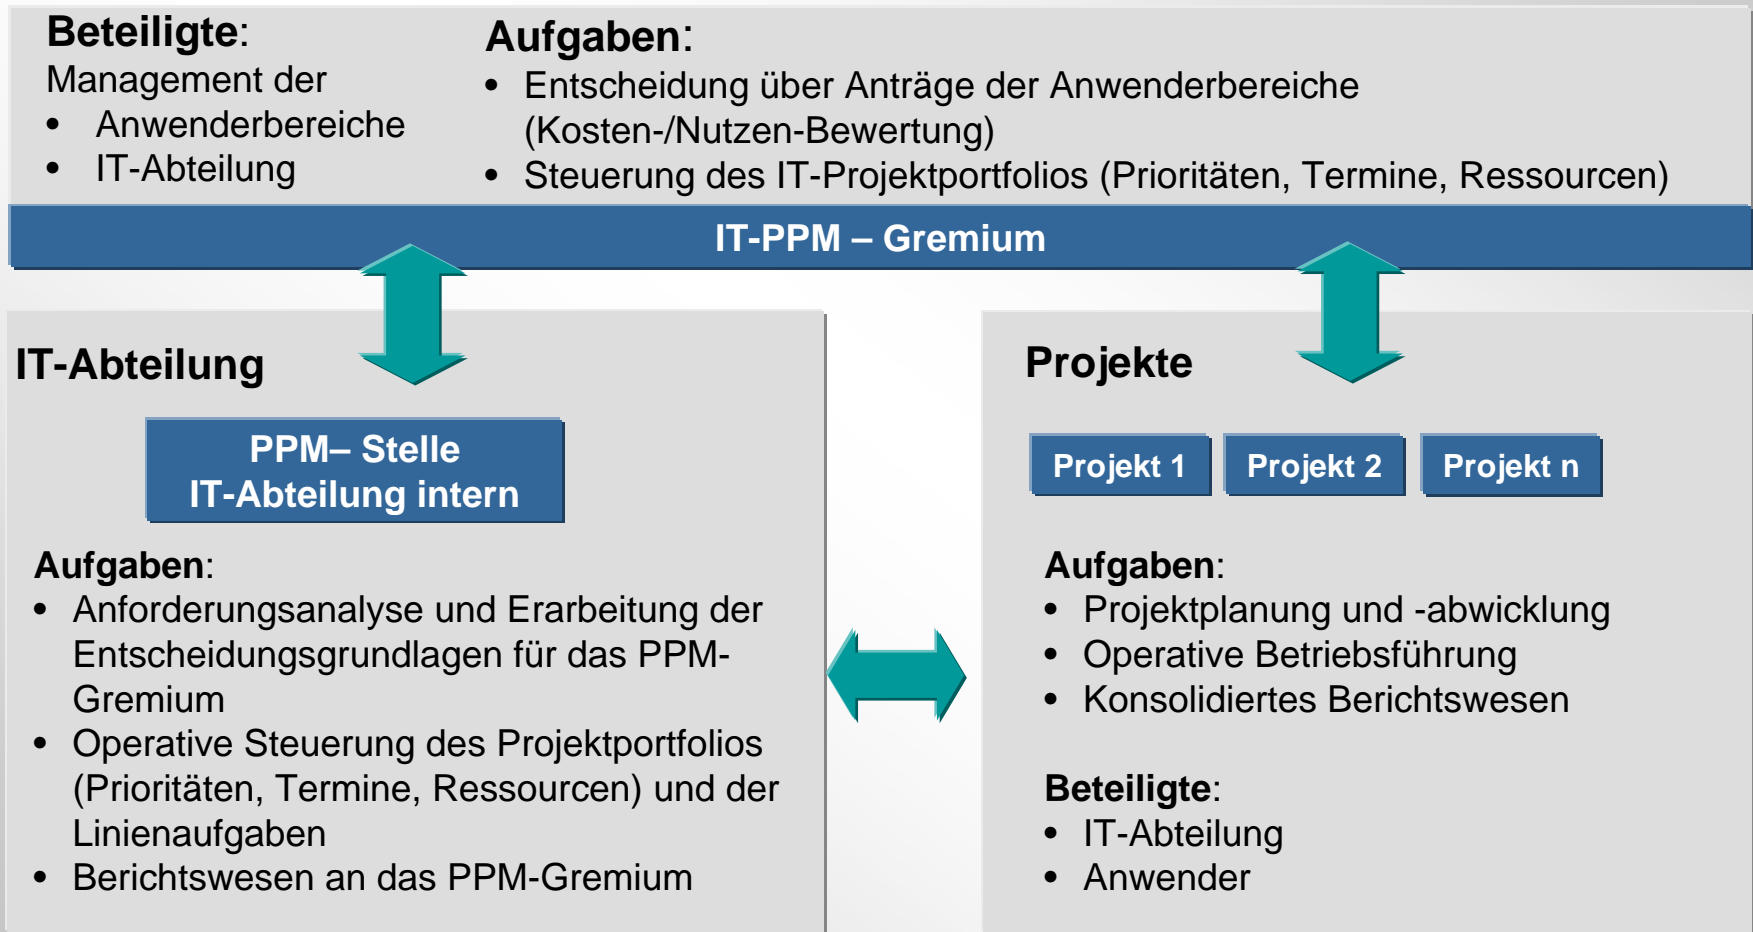 Beteiligte:
Management der
• Anwenderbereiche
• IT-Abteilung
Aufgaben:
• Entscheidung über Anträge der Anwenderbereiche
(Kosten-/Nutzen-Bewertung)
• Steuerung des IT-Projektportfolios (Prioritäten, Termine, Ressourcen)
IT-PPM – Gremium
IT-Abteilung
PPM– Stelle
IT-Abteilung intern
Aufgaben:
• Anforderungsanalyse und Erarbeitung der
Entscheidungsgrundlagen für das PPM-
Gremium
• Operative Steuerung des Projektportfolios
(Prioritäten, Termine, Ressourcen) und der
Linienaufgaben
• Berichtswesen an das PPM-Gremium
Projekte
Projekt 1
Projekt 2
Projekt n
Aufgaben:
• Projektplanung und -abwicklung
• Operative Betriebsführung
• Konsolidiertes Berichtswesen
Beteiligte:
• IT-Abteilung
• Anwender